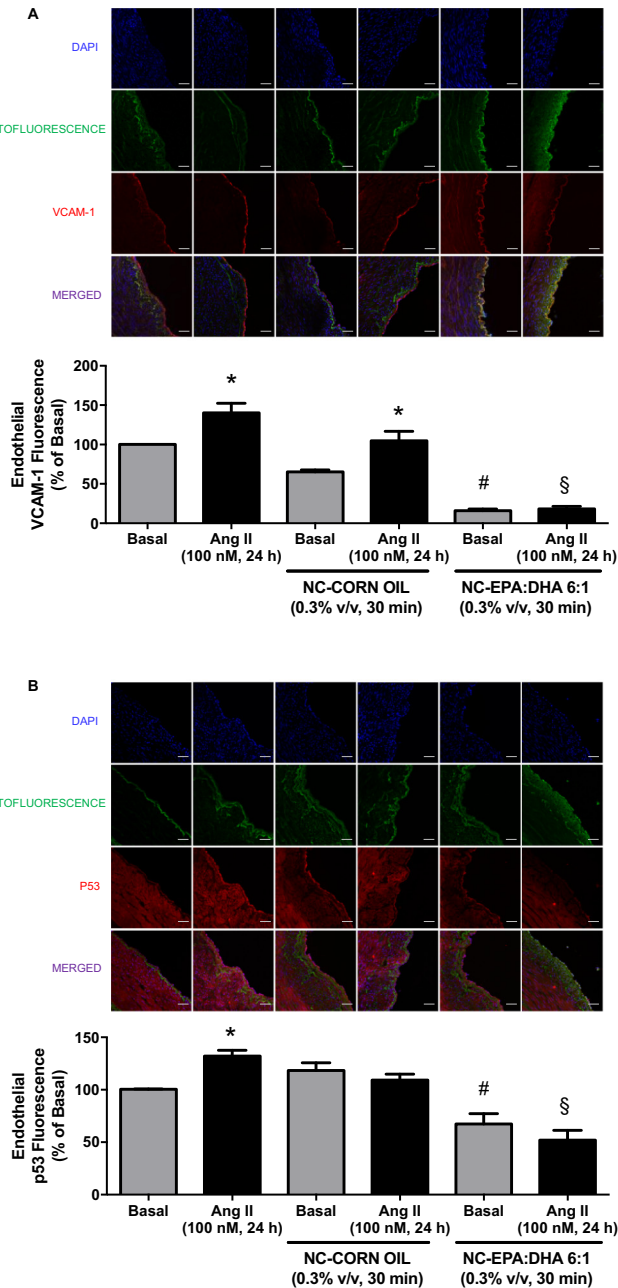 A
DAPI
TOFLUORESCENCE
VCAM-1
MERGED
Endothelial
VCAM-1 Fluorescence
(% of Basal)
200
150
100
50
0
*
*
#
§
Basal
Ang II
(100 nM, 24 h)
Basal
Ang II
(100 nM, 24 h)
Basal
Ang II
(100 nM, 24 h)
NC-CORN OIL
(0.3% v/v, 30 min)
NC-EPA:DHA 6:1
(0.3% v/v, 30 min)
B
DAPI
TOFLUORESCENCE
P53
MERGED
Endothelial
p53 Fluorescence
(% of Basal)
150
100
50
0
*
#
§
Basal
Ang II
(100 nM, 24 h)
Basal
Ang II
(100 nM, 24 h)
Basal
Ang II
(100 nM, 24 h)
NC-CORN OIL
(0.3% v/v, 30 min)
NC-EPA:DHA 6:1
(0.3% v/v, 30 min)